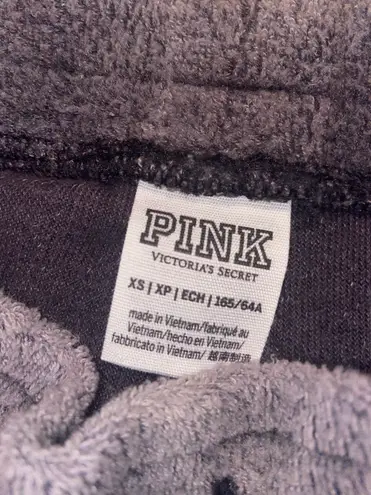 PINK
VICTORIA'S SECRET
XS | XP | ECH | 165/64A
made in Vietnam/fabriqué au
Vietnam/hecho en Vietnam/
fabbricato in Vietnam/ 越南制造